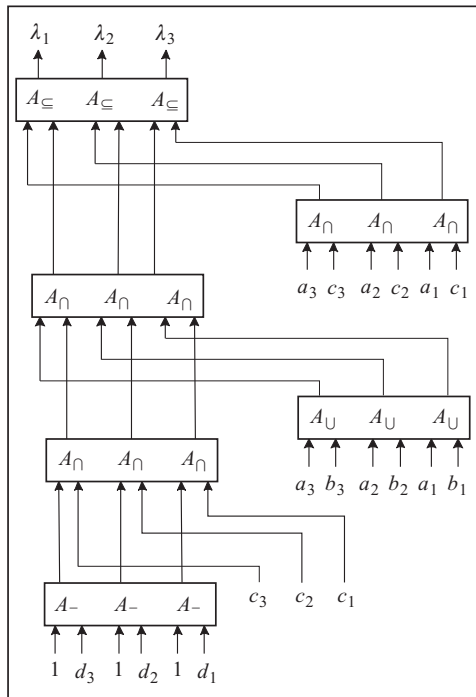 λ₁ λ₂ λ₃
A⊆ A⊆ A⊆
A∩ A∩ A∩
a₃ c₃ a₂ c₂ a₁ c₁
A∩ A∩ A∩
A∪ A∪ A∪
a₃ b₃ a₂ b₂ a₁ b₁
A∩ A∩ A∩
c₃ c₂ c₁
A₋ A₋ A₋
1 d₃ 1 d₂ 1 d₁